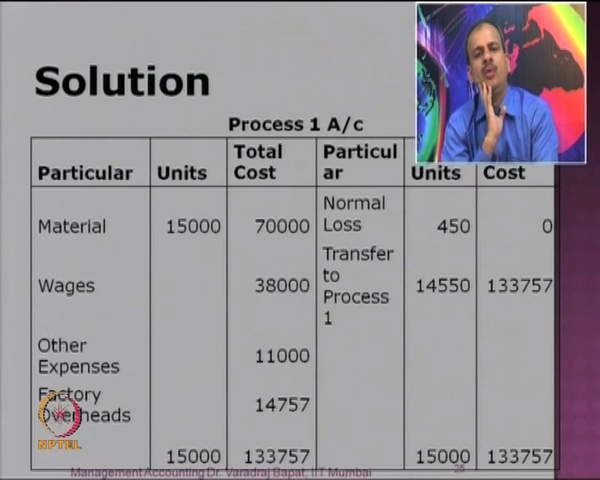 Solution
Process 1 A/c
Particular Units Total Cost Particul ar Units Cost
Material 15000 70000 Normal Loss 450 0
Wages 38000 Transfer to Process 1 14550 133757
Other Expenses 11000
Factory Overheads 14757
15000 133757 15000 133757
NPTEL
Management Accounting Dr. Varadraj Bapat, IIT Mumbai